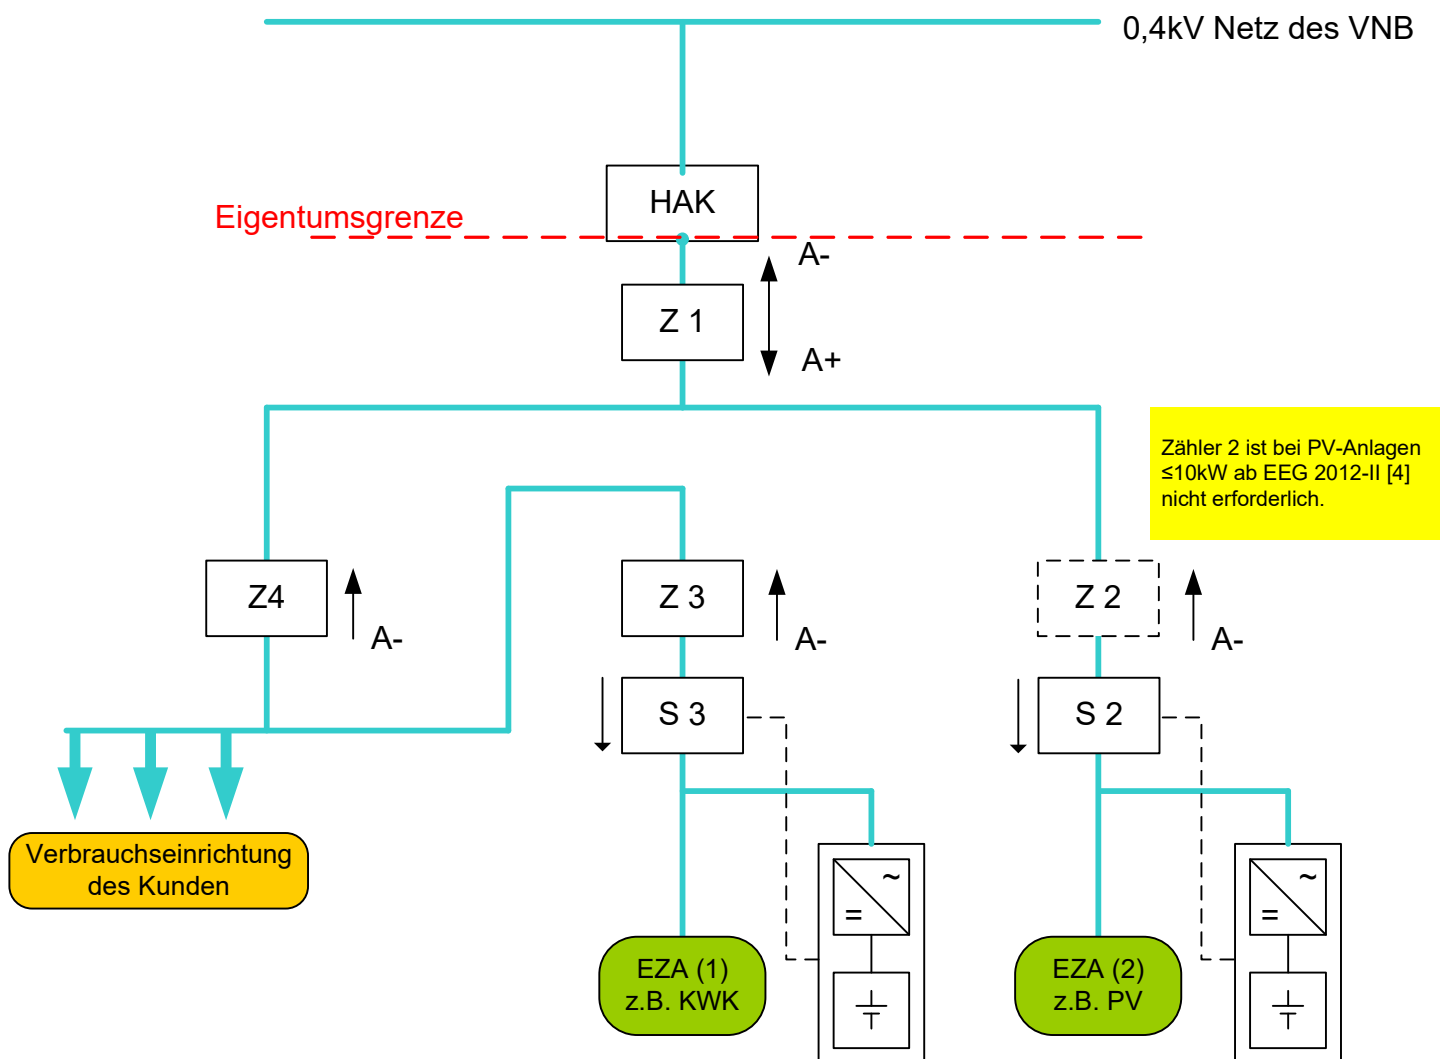 0,4kV Netz des VNB
HAK
Eigentumsgrenze
A-
Z 1
A+
Zähler 2 ist bei PV-Anlagen
≤10kW ab EEG 2012-II [4]
nicht erforderlich.
Z4
A-
Z 3
A-
Z 2
A-
S 3
S 2
Verbrauchseinrichtung
des Kunden
~
=
~
=
EZA (1)
z.B. KWK
EZA (2)
z.B. PV